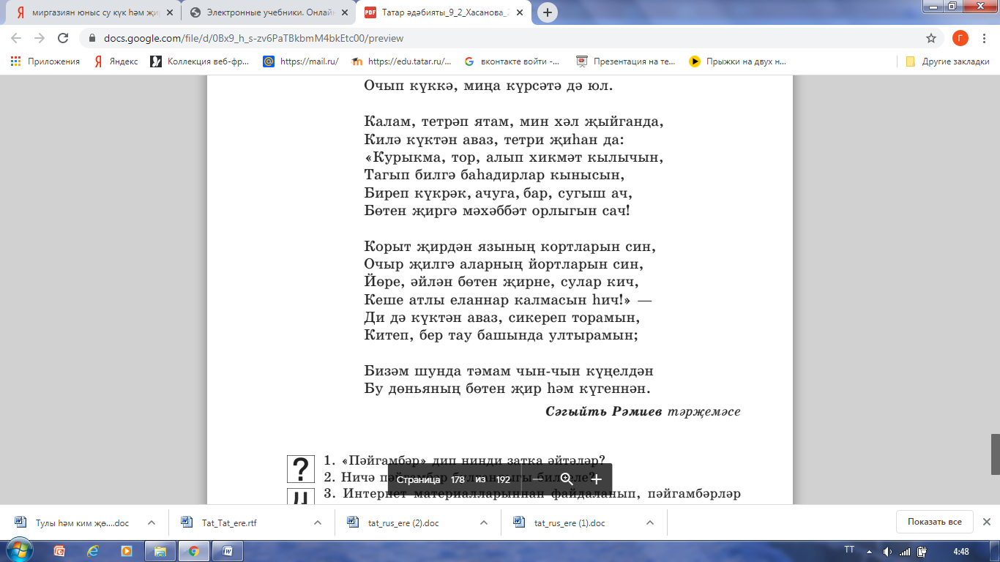 миргазиян юныс су күк һәм җир
Электронные учебники. Онлайн
Татар әдәбияты_9_2_Хасанова_2
docs.google.com/file/d/0Bx9_h_s-zv6PaTBkbmM4bkEtc00/preview
Г
Приложения Яндекс Коллекция веб-фр... https://mail.ru/ https://edu.tatar.ru/... вконтакте войти -... Презентация на те... Прыжки на двух н... Другие закладки
Очып күккә, миңа күрсәтә дә юл.
Калам, тетрәп ятам, мин хәл җыйганда,
Килә күктән аваз, тетри җиһан да:
«Курыкма, тор, алып хикмәт кылычын,
Тагып билгә баһадирлар кынысын,
Биреп күкрәк, ачуга, бар, сугыш ач,
Бөтен җиргә мәхәббәт орлыгын сач!
Корыт җирдән язының кортларын син,
Очыр җилгә аларның йортларын син,
Йөре, әйлән бөтен җирне, сулар кич,
Кеше атлы еланнар калмасын һич!» —
Ди дә күктән аваз, сикереп торамын,
Китеп, бер тау башында ултырамын;
Бизәм шунда тәмам чын-чын күңелдән
Бу дөньяның бөтен җир һәм күгеннән.
Сәгыйть Рәмиев тәрҗемәсе
? 1. «Пәйгамбәр» дип нинди затка әйтәләр?
2. Ничә пәйгамбәр булганлыгы билгеле?
3. Интернет материалларыннан файдаланып, пәйгамбәрләр
Страница 178 из 192
Тулы һәм ким җө....doc Tat_Tat_ere.rtf tat_rus_ere (2).doc tat_rus_ere (1).doc Показать все
TT 4:48